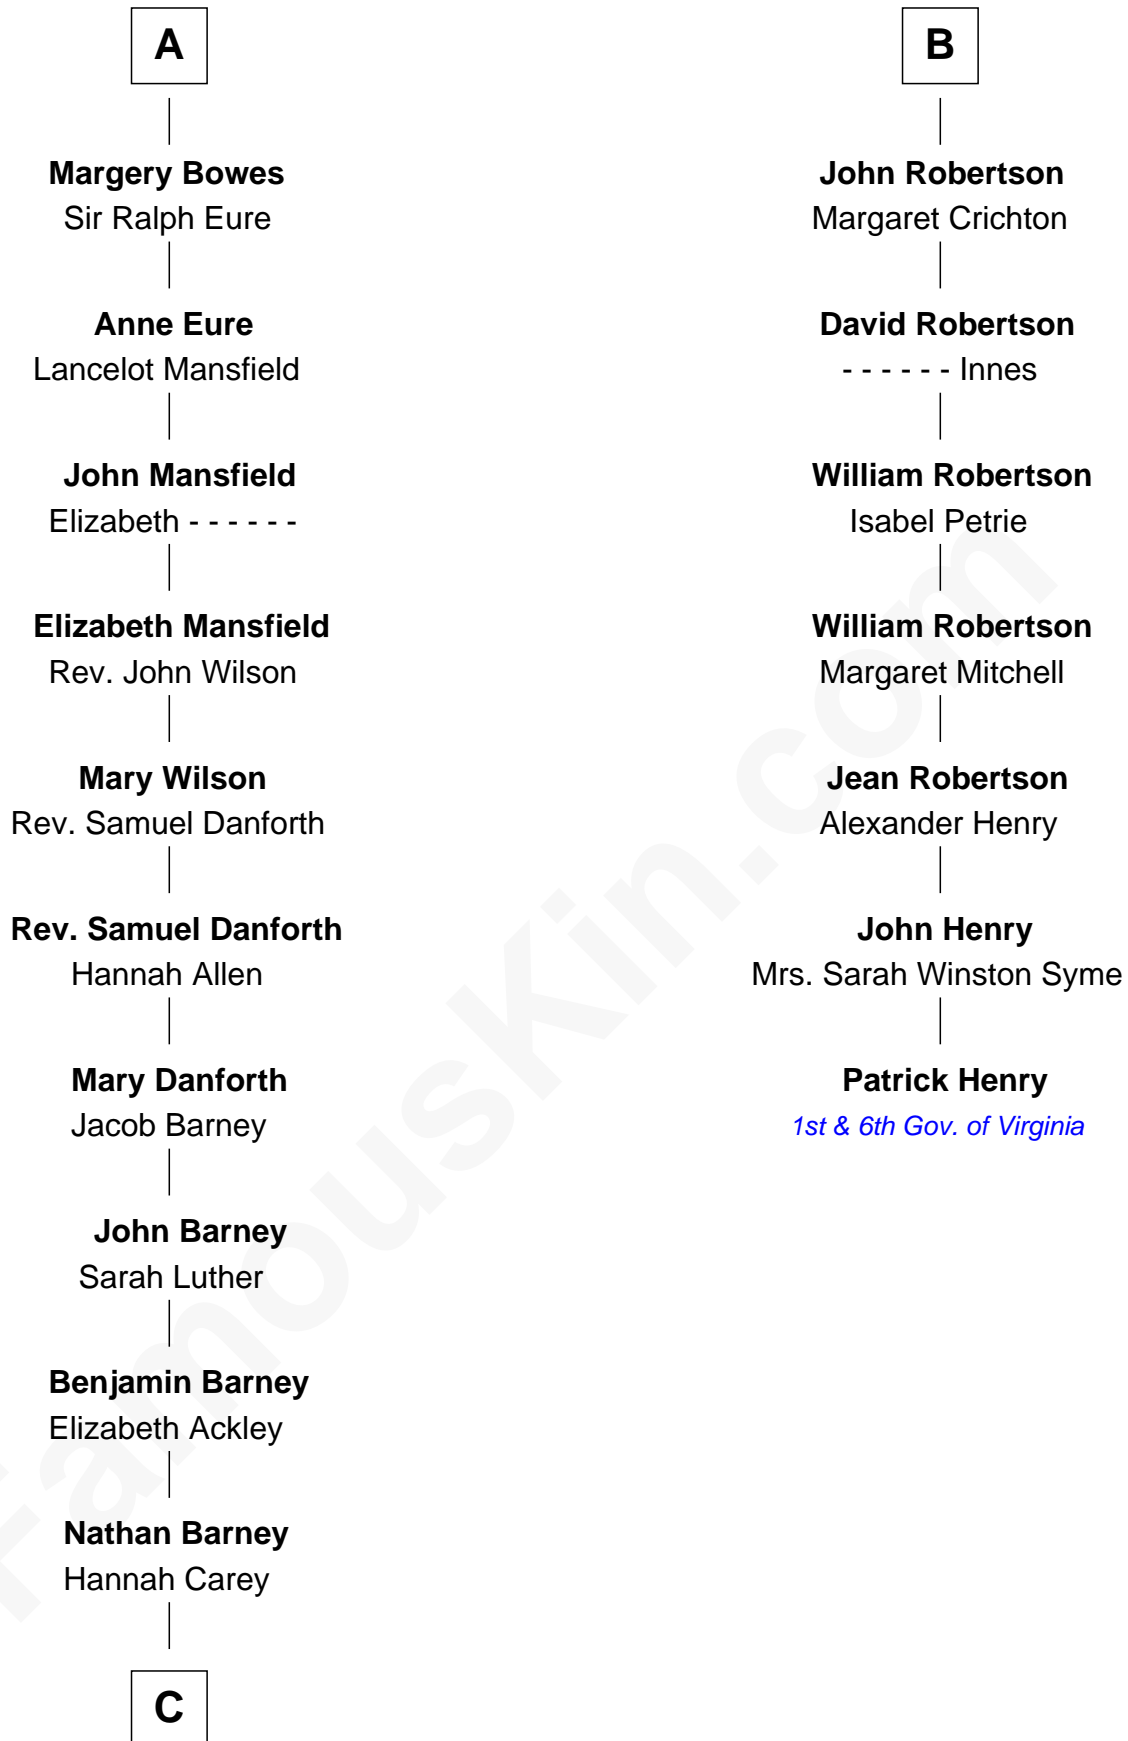 A
Margery Bowes
Sir Ralph Eure
Anne Eure
Lancelot Mansfield
John Mansfield
Elizabeth - - - - - -
Elizabeth Mansfield
Rev. John Wilson
Mary Wilson
Rev. Samuel Danforth
Rev. Samuel Danforth
Hannah Allen
Mary Danforth
Jacob Barney
John Barney
Sarah Luther
Benjamin Barney
Elizabeth Ackley
Nathan Barney
Hannah Carey
C
B
John Robertson
Margaret Crichton
David Robertson
- - - - - - Innes
William Robertson
Isabel Petrie
William Robertson
Margaret Mitchell
Jean Robertson
Alexander Henry
John Henry
Mrs. Sarah Winston Syme
Patrick Henry
1st & 6th Gov. of Virginia
FamousKin.com